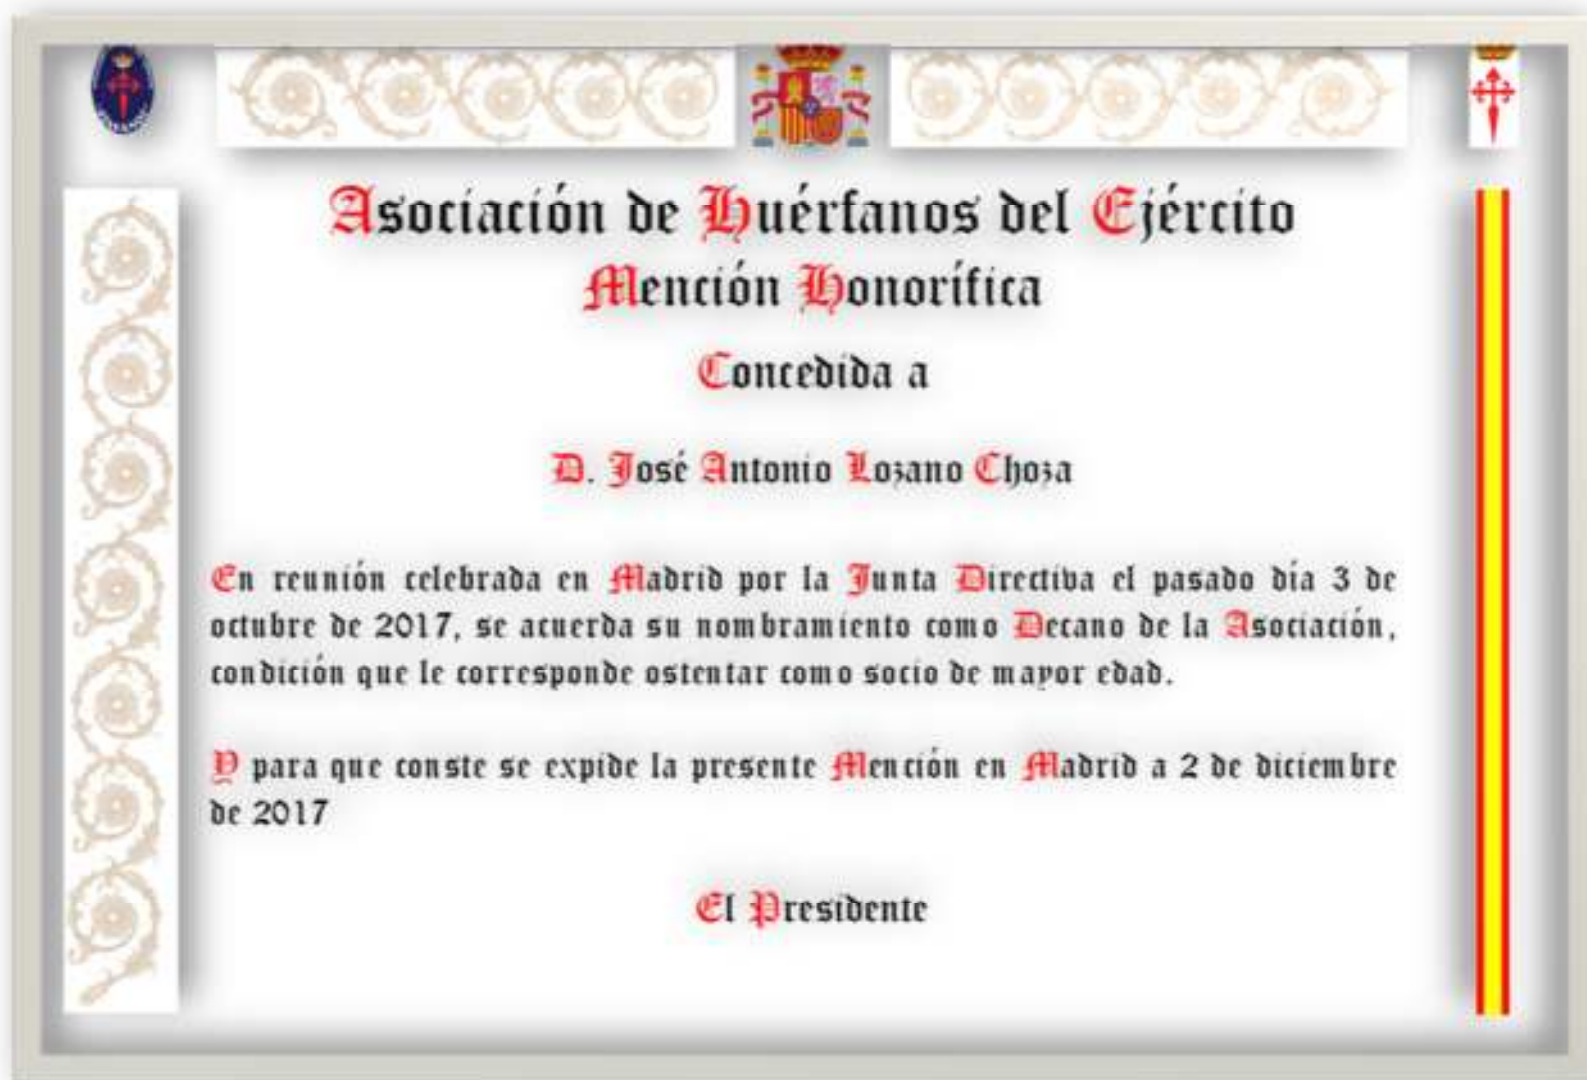 Asociación de Huérfanos del Ejército
Mención Honorífica
Concedida a
D. José Antonio Lozano Choza
En reunión celebrada en Madrid por la Junta Directiva el pasado día 3 de
octubre de 2017, se acuerda su nombramiento como Decano de la Asociación,
condición que le corresponde ostentar como socio de mayor edad.
Y para que conste se expide la presente Mención en Madrid a 2 de diciembre
de 2017
El Presidente